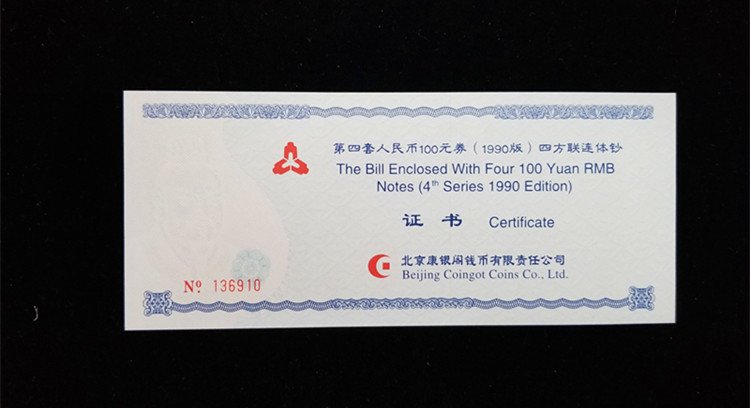 第四套人民币100元券（1990版）四方联连体钞
The Bill Enclosed With Four 100 Yuan RMB
Notes (4th Series 1990 Edition)
证书 Certificate
北京康银阁钱币有限责任公司
Beijing Coingot Coins Co., Ltd.
Nº 136910